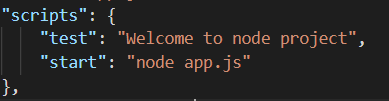 "scripts": {
"test": "Welcome to node project",
"start": "node app.js"
},